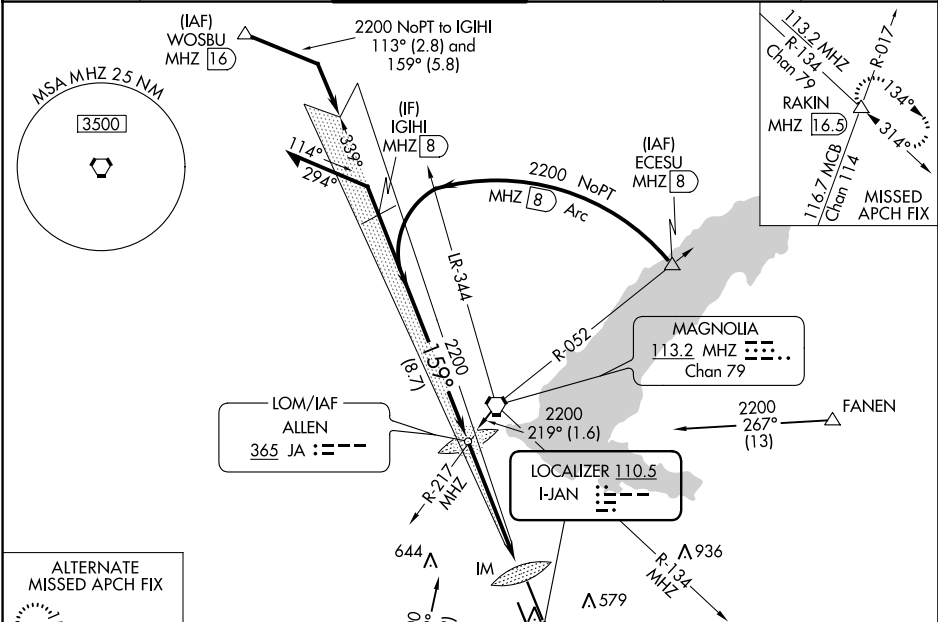 (IAF)
WOSBU
MHZ 16
2200 NoPT to IGIHI
113° (2.8) and
159° (5.8)
MSA MHZ 25 NM
3500
(IF)
IGIHI
MHZ 8
339°
114°
294°
2200 NoPT
MHZ 8 Arc
(IAF)
ECESU
MHZ 8
113.2 MHZ
R-134
Chan 79
R-017
134°
314°
RAKIN
MHZ 16.5
116.7 MCB
Chan 114
MISSED
APCH FIX
LR-344
R-052
2200
159°
(8.7)
MAGNOLIA
113.2 MHZ
Chan 79
LOM/IAF
ALLEN
365 JA
2200
219° (1.6)
2200
267°
(13)
FANEN
R-217
MHZ
LOCALIZER 110.5
I-JAN
R-134
MHZ
644
936
IM
579
ALTERNATE
MISSED APCH FIX